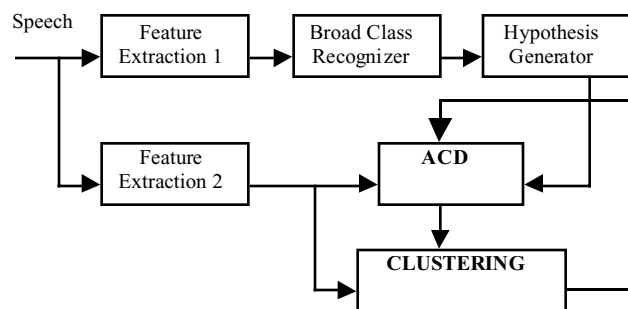 Speech
Feature
Extraction 1
Broad Class
Recognizer
Hypothesis
Generator
Feature
Extraction 2
ACD
CLUSTERING